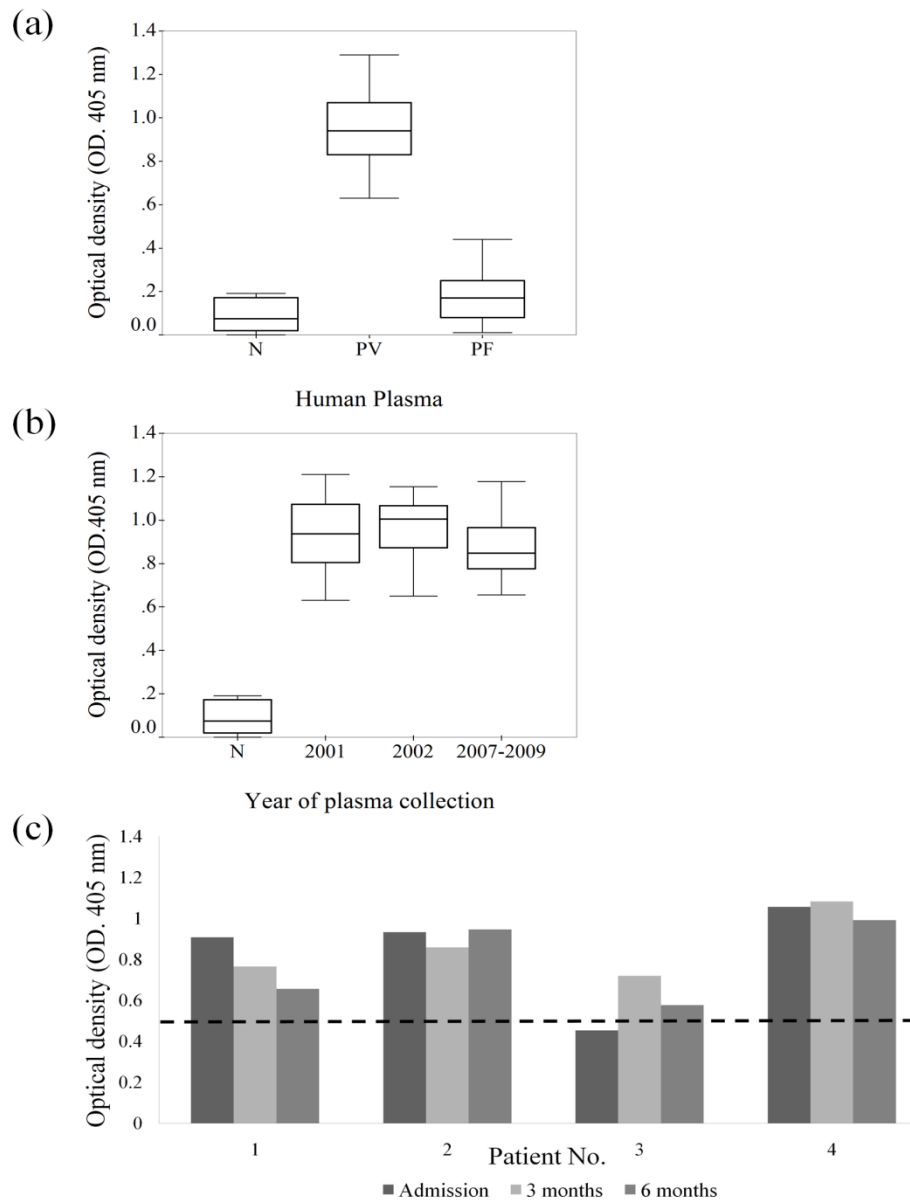 (a)
Optical density (OD. 405 nm)
1.4
1.2
1.0
.8
.6
.4
.2
0.0
N PV PF
Human Plasma
(b)
Optical density (OD.405 nm)
1.4
1.2
1.0
.8
.6
.4
.2
0.0
N 2001 2002 2007-2009
Year of plasma collection
(c)
Optical density (OD. 405 nm)
1.4
1.2
1
0.8
0.6
0.4
0.2
0
1 2 3 4
Patient No.
Admission 3 months 6 months